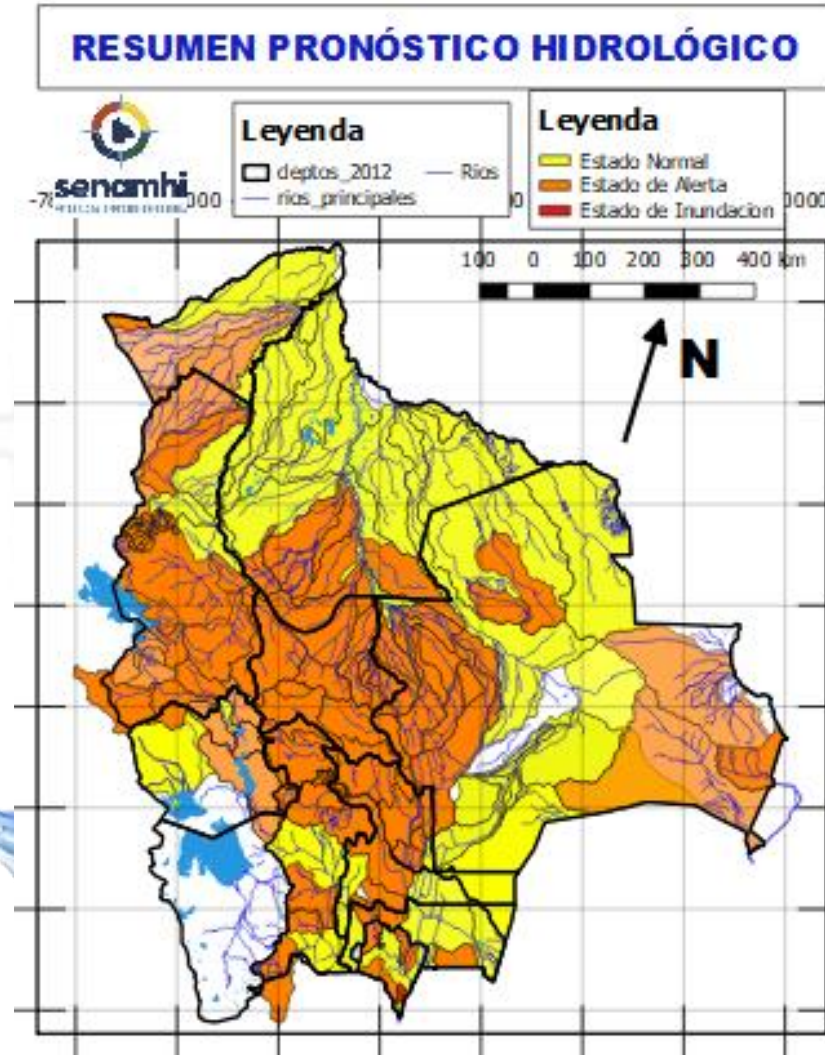 RESUMEN PRONÓSTICO HIDROLÓGICO
senamhi
Leyenda
deptos_2012
Rios
rios_principales
Leyenda
Estado Normal
Estado de Alerta
Estado de Inundacion
100 0 100 200 300 400 km
N